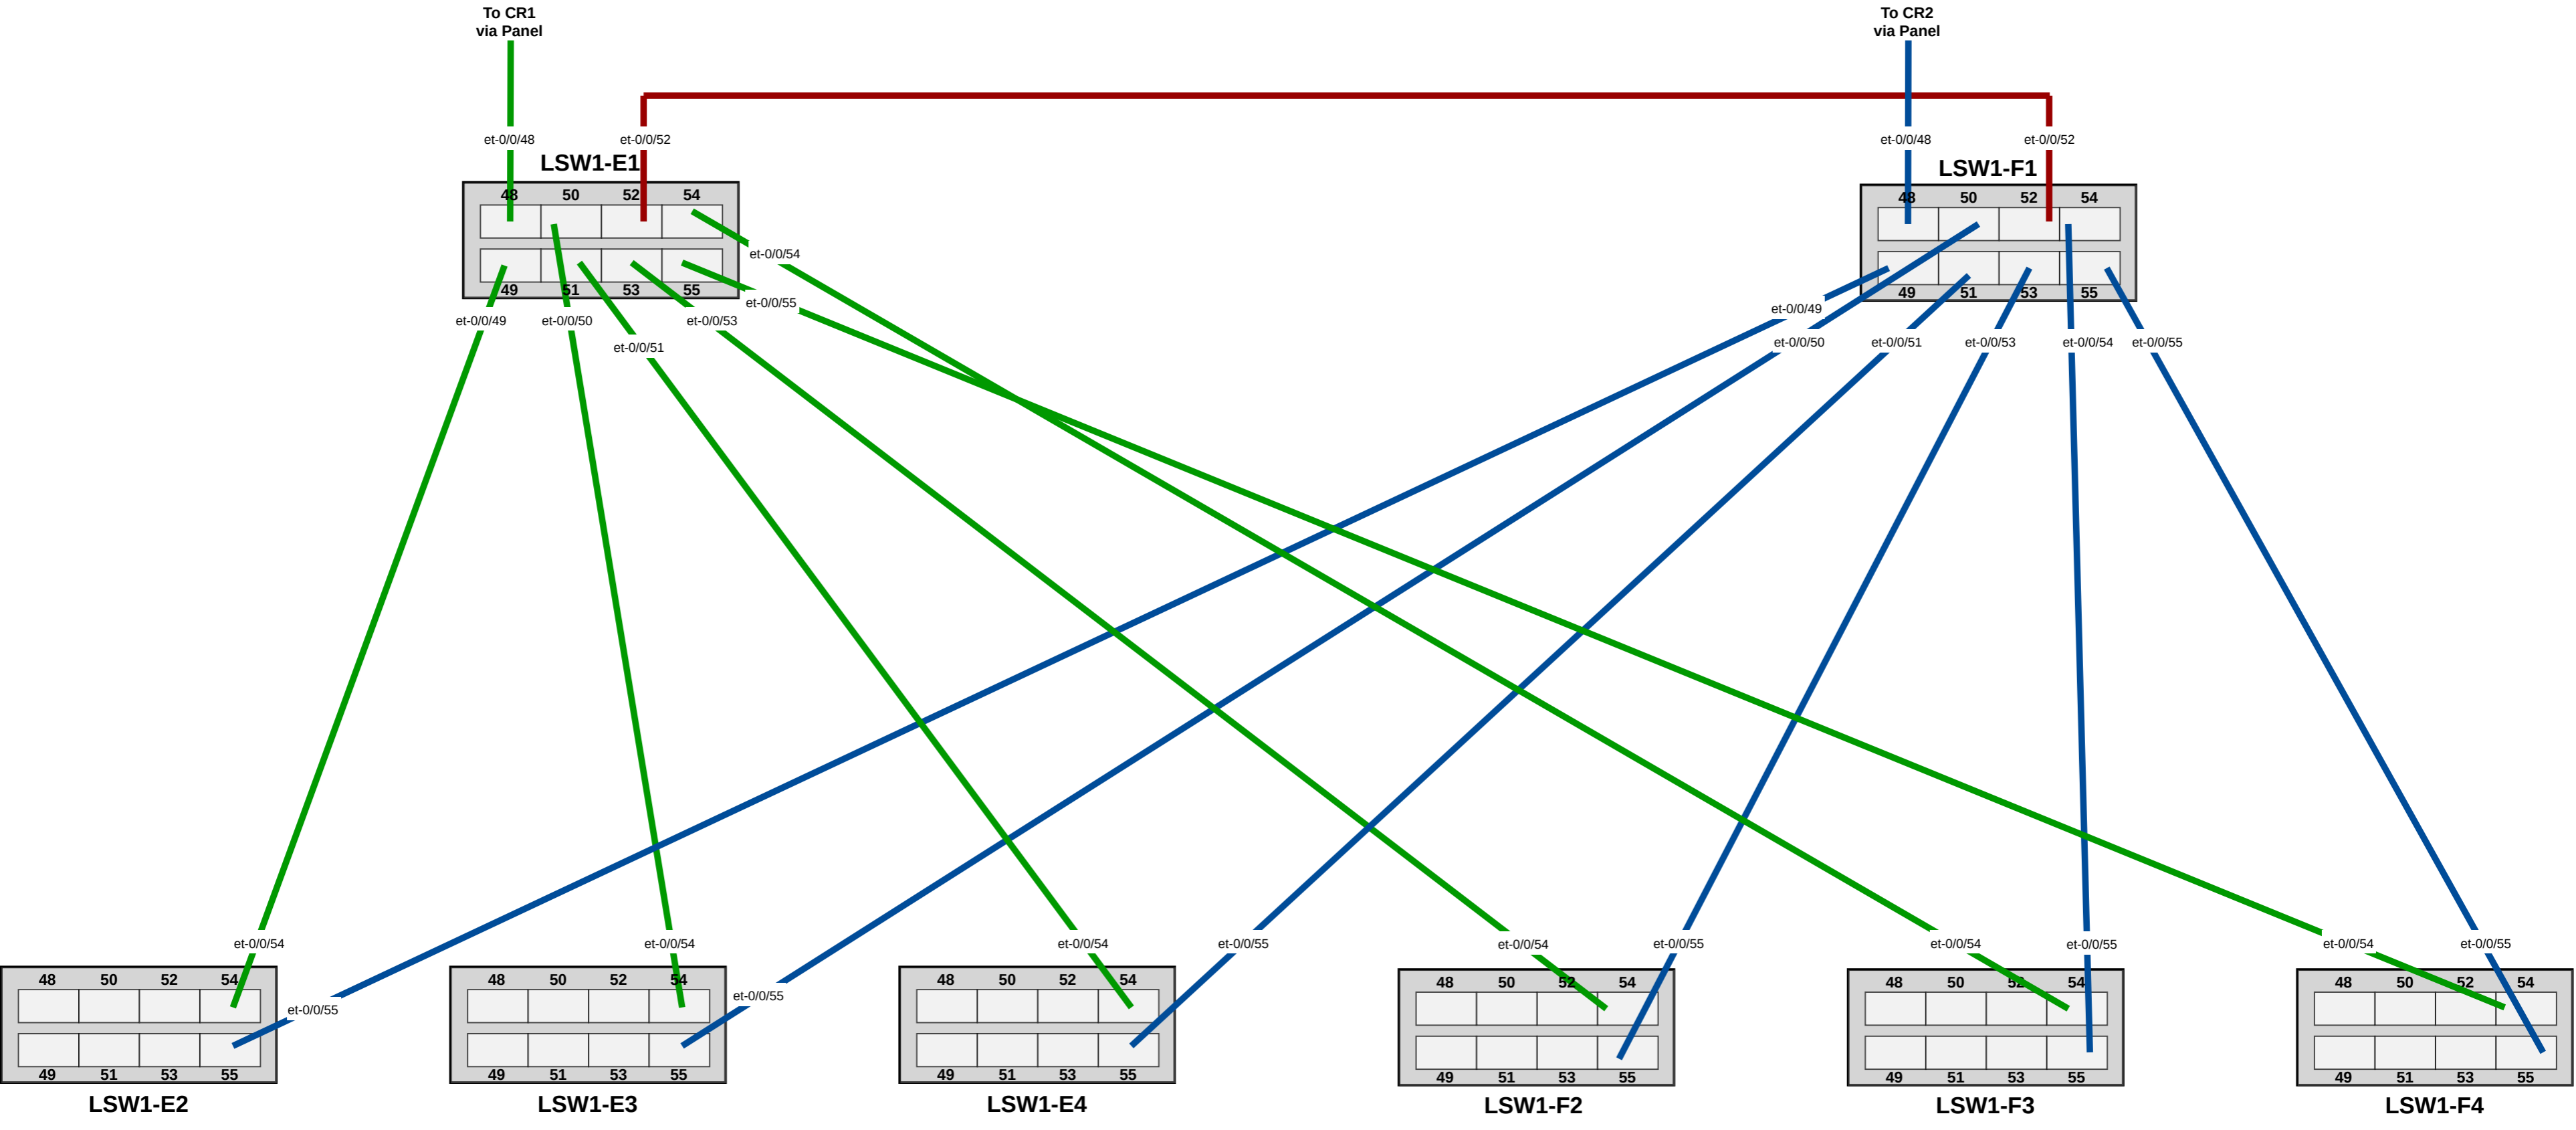 To CR1
via Panel
To CR2
via Panel
et-0/0/48
et-0/0/52
et-0/0/48
et-0/0/52
LSW1-E1
LSW1-F1
48 50 52 54
48 50 52 54
et-0/0/54
49 51 53 55
49 51 53 55
et-0/0/55
et-0/0/49
et-0/0/49
et-0/0/50
et-0/0/53
et-0/0/51
et-0/0/50
et-0/0/51
et-0/0/53
et-0/0/54
et-0/0/55
et-0/0/54
et-0/0/54
et-0/0/54
et-0/0/55
et-0/0/54
et-0/0/55
et-0/0/54
et-0/0/55
et-0/0/54
et-0/0/55
48 50 52 54
48 50 52 54
48 50 52 54
48 50 52 54
48 50 52 54
48 50 52 54
et-0/0/55
et-0/0/55
49 51 53 55
49 51 53 55
49 51 53 55
49 51 53 55
49 51 53 55
49 51 53 55
LSW1-E2
LSW1-E3
LSW1-E4
LSW1-F2
LSW1-F3
LSW1-F4